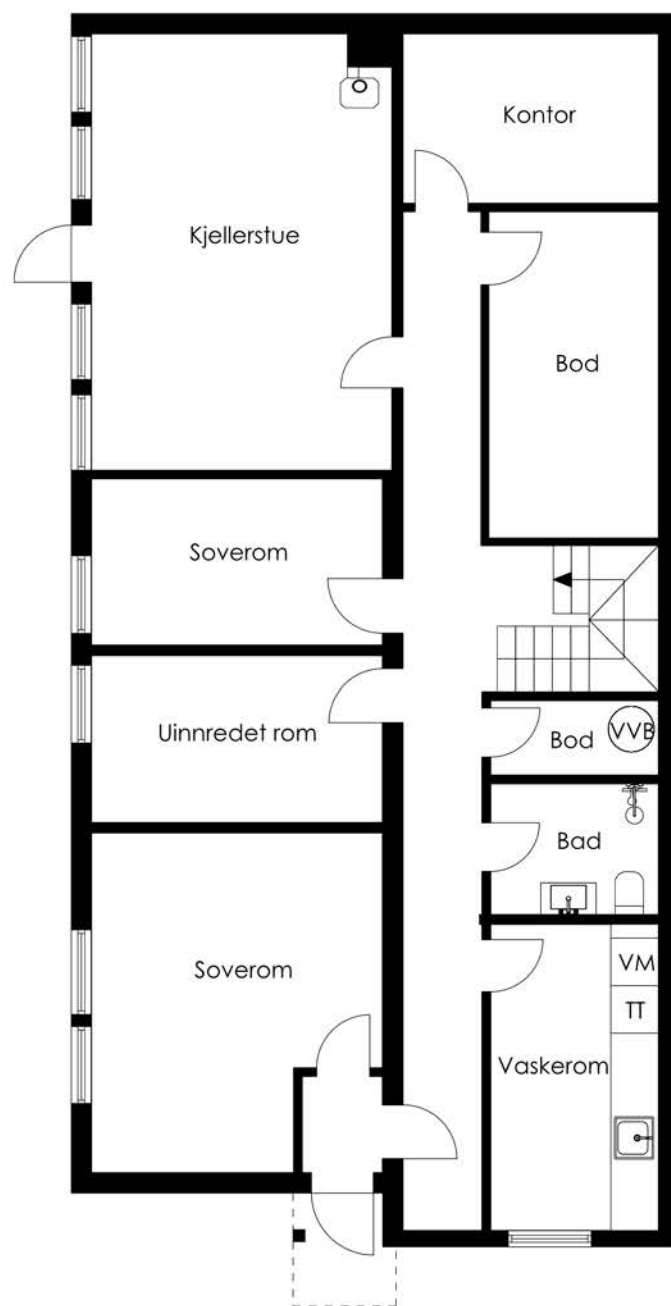 Kontor
Kjellerstue
Bod
Soverom
Uinnredet rom
Bod
VVB
Bad
Soverom
VM
TT
Vaskerom